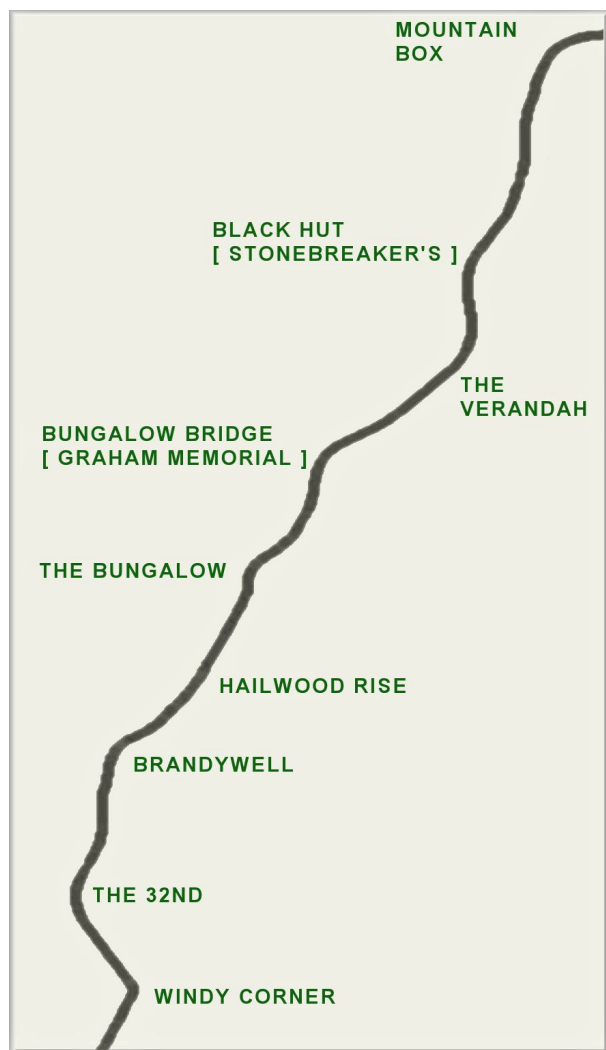 MOUNTAIN
BOX
BLACK HUT
[ STONEBREAKER'S ]
THE
VERANDAH
BUNGALOW BRIDGE
[ GRAHAM MEMORIAL ]
THE BUNGALOW
HAILWOOD RISE
BRANDYWELL
THE 32ND
WINDY CORNER